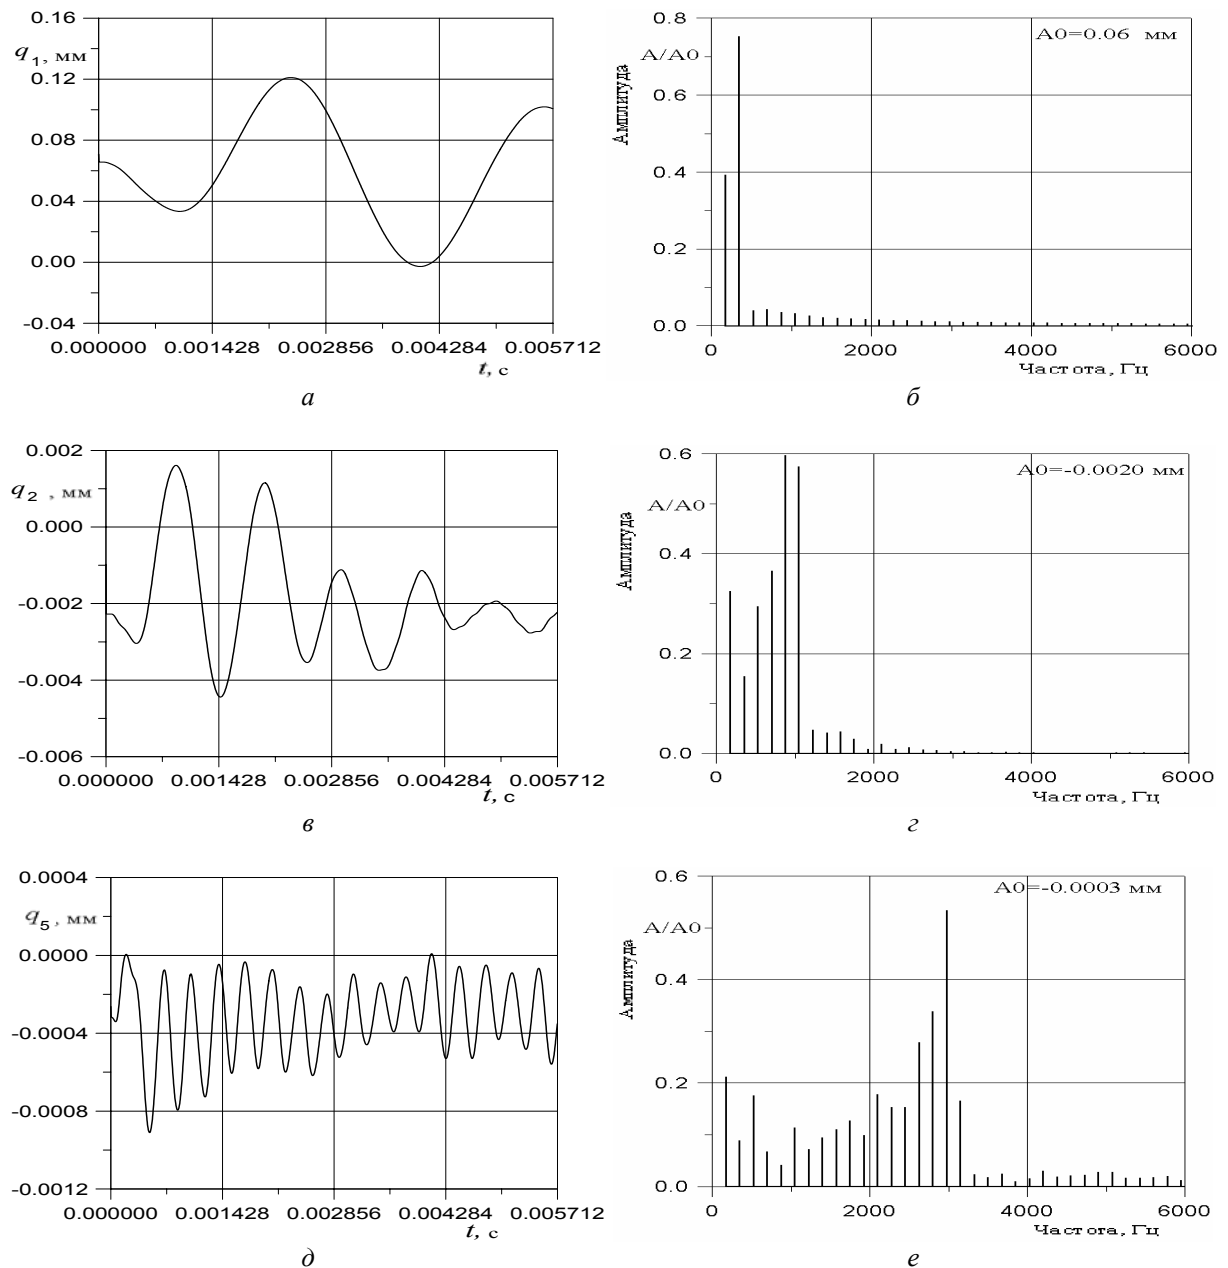 0.16
q1, мм
0.12
0.08
0.04
0.00
-0.04
0.000000 0.001428 0.002856 0.004284 0.005712
t, с
а
0.8
A0=0.06 мм
A/A0
Амплитуда
0.6
0.4
0.2
0.0
0 2000 4000 6000
Частота, Гц
б
0.002
q2 , мм
0.000
-0.002
-0.004
-0.006
0.000000 0.001428 0.002856 0.004284 0.005712
t, с
в
0.6
A0=-0.0020 мм
A/A0
Амплитуда
0.4
0.2
0.0
0 2000 4000 6000
Частота, Гц
г
0.0004
q5, мм
0.0000
-0.0004
-0.0008
-0.0012
0.000000 0.001428 0.002856 0.004284 0.005712
t, с
д
0.6
A0=-0.0003 мм
A/A0
Амплитуда
0.4
0.2
0.0
0 2000 4000 6000
Частота, Гц
е